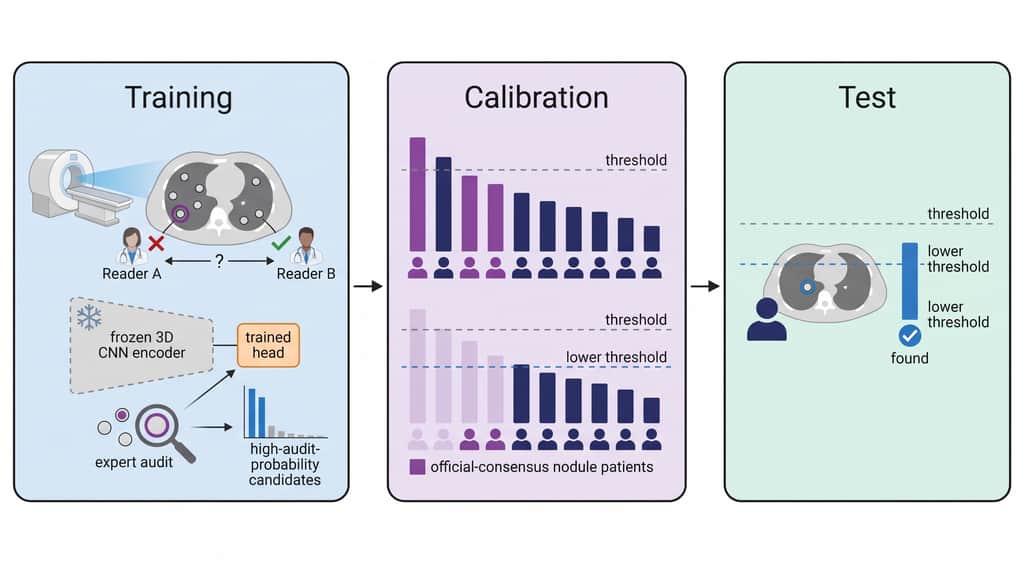 Training
Reader A
?
Reader B
frozen 3D
CNN encoder
trained
head
expert audit
high-audit-
probability
candidates
Calibration
threshold
threshold
lower threshold
official-consensus nodule patients
Test
threshold
lower
threshold
lower
threshold
found